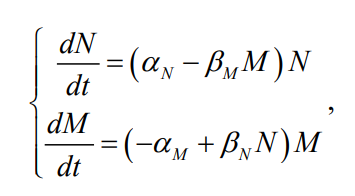 dN/dt = (α_N − β_M M) N
dM/dt = (−α_M + β_N N) M ,